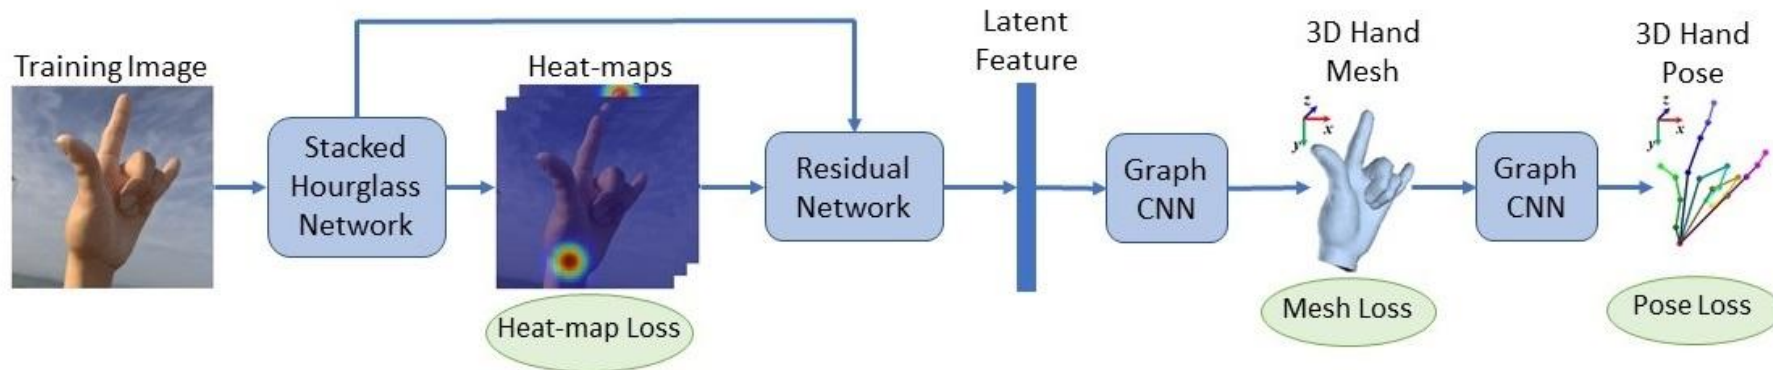 Training Image
Stacked
Hourglass
Network
Heat-maps
Heat-map Loss
Residual
Network
Latent
Feature
Graph
CNN
3D Hand
Mesh
z
x
y
Mesh Loss
Graph
CNN
3D Hand
Pose
z
x
y
Pose Loss